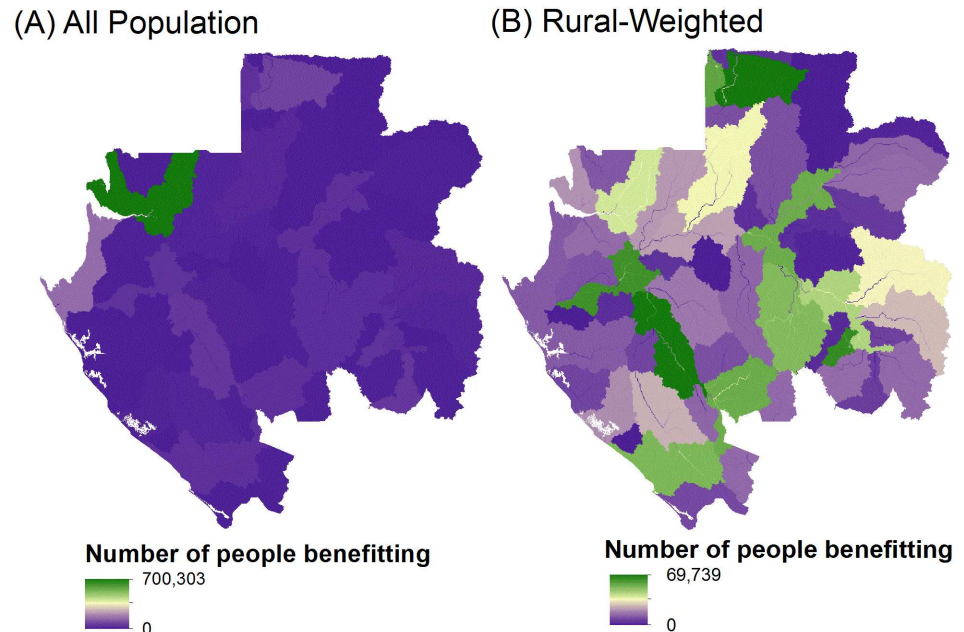 (A) All Population
(B) Rural-Weighted
Number of people benefitting
700,303
0
Number of people benefitting
69,739
0